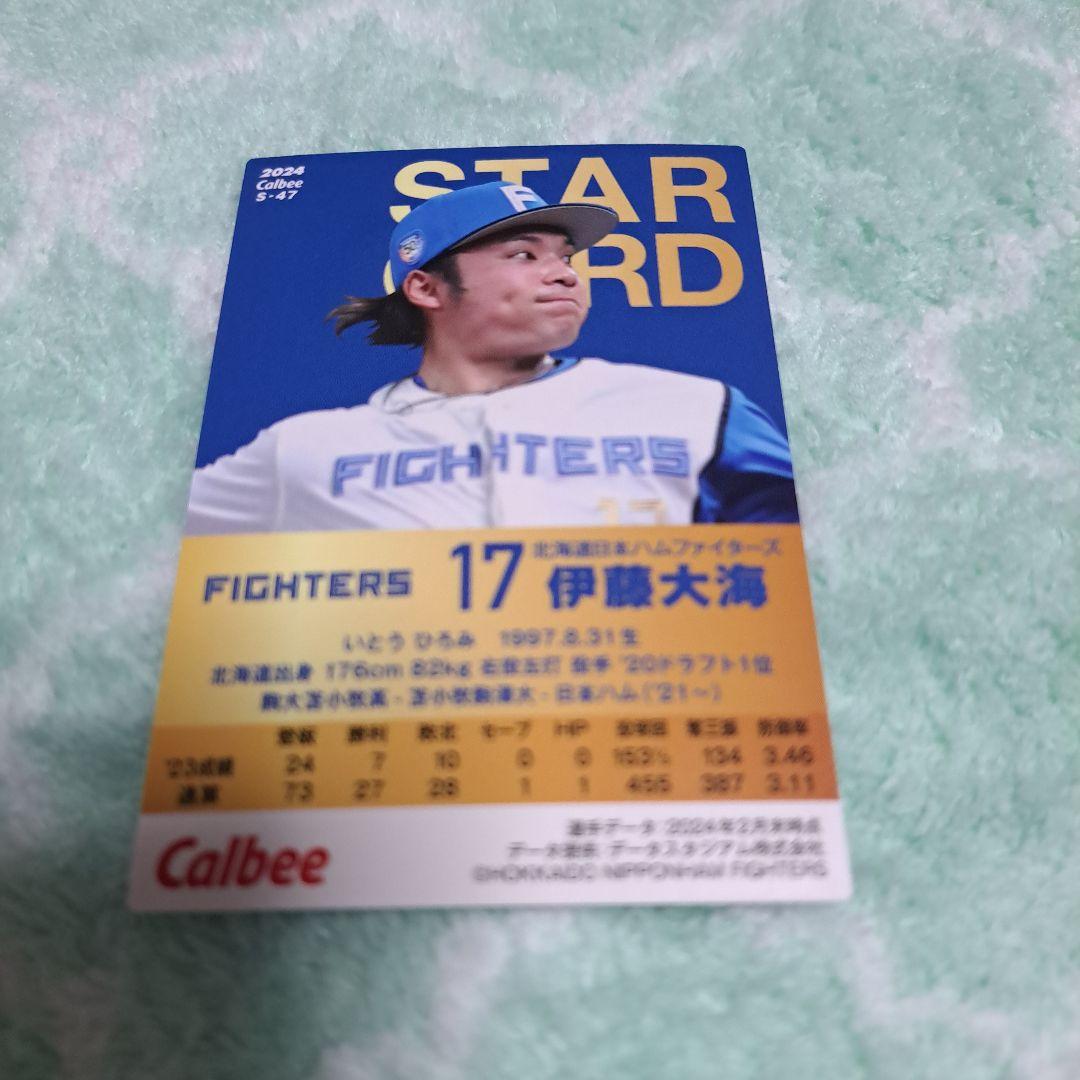 2024
Calbee
S-47
STAR
CARD
FIGHTERS
17
北海道日本ハムファイターズ
FIGHTERS 17 伊藤大海
いとう ひろみ 1997.8.31生
北海道出身 176cm 82kg 右投左打 投手 '20ドラフト1位
駒大苫小牧高-苫小牧駒澤大-日本ハム('21〜)
登板 勝利 敗北 セーブ HP 投球回 奪三振 防御率
'23成績 24 7 10 0 0 153⅓ 134 3.46
通算 73 27 28 1 1 455 387 3.11
Calbee
選手データ:2024年2月末時点
データ提供:データスタジアム株式会社
©HOKKAIDO NIPPONHAM FIGHTERS